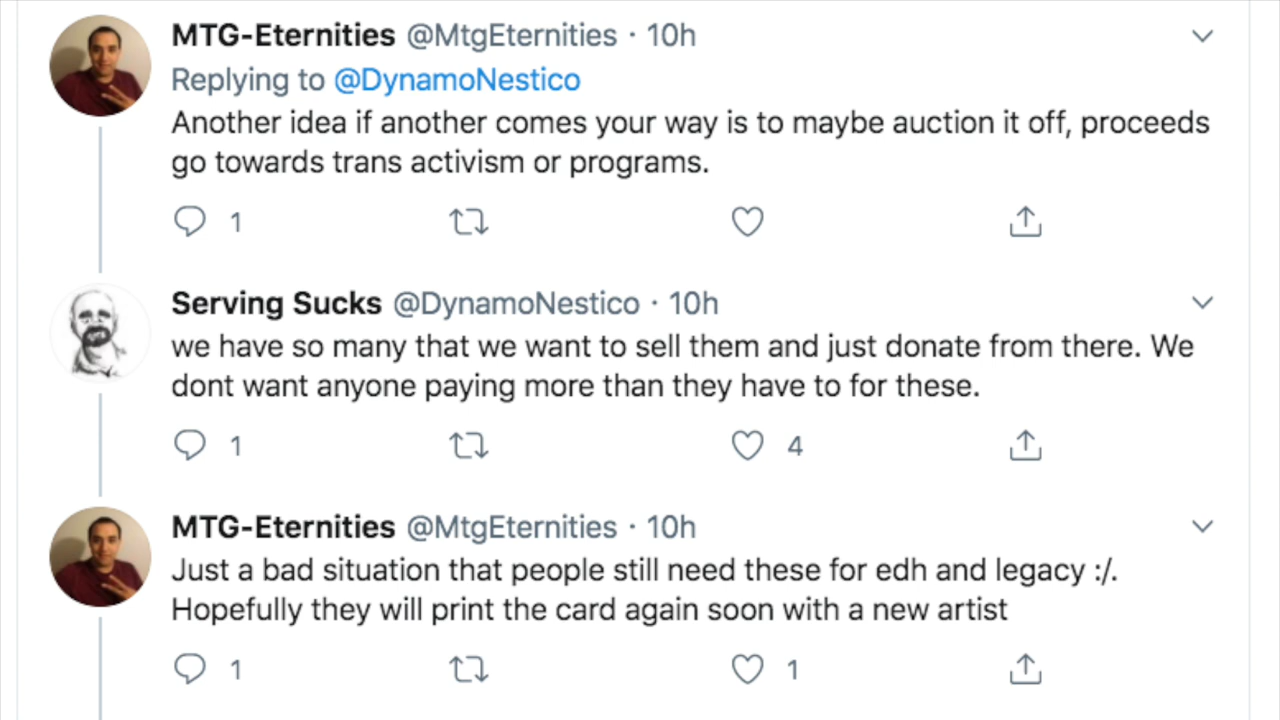 MTG-Eternities @MtgEternities · 10h
Replying to @DynamoNestico
Another idea if another comes your way is to maybe auction it off, proceeds
go towards trans activism or programs.
1
Serving Sucks @DynamoNestico · 10h
we have so many that we want to sell them and just donate from there. We
dont want anyone paying more than they have to for these.
1 4
MTG-Eternities @MtgEternities · 10h
Just a bad situation that people still need these for edh and legacy :/.
Hopefully they will print the card again soon with a new artist
1 1